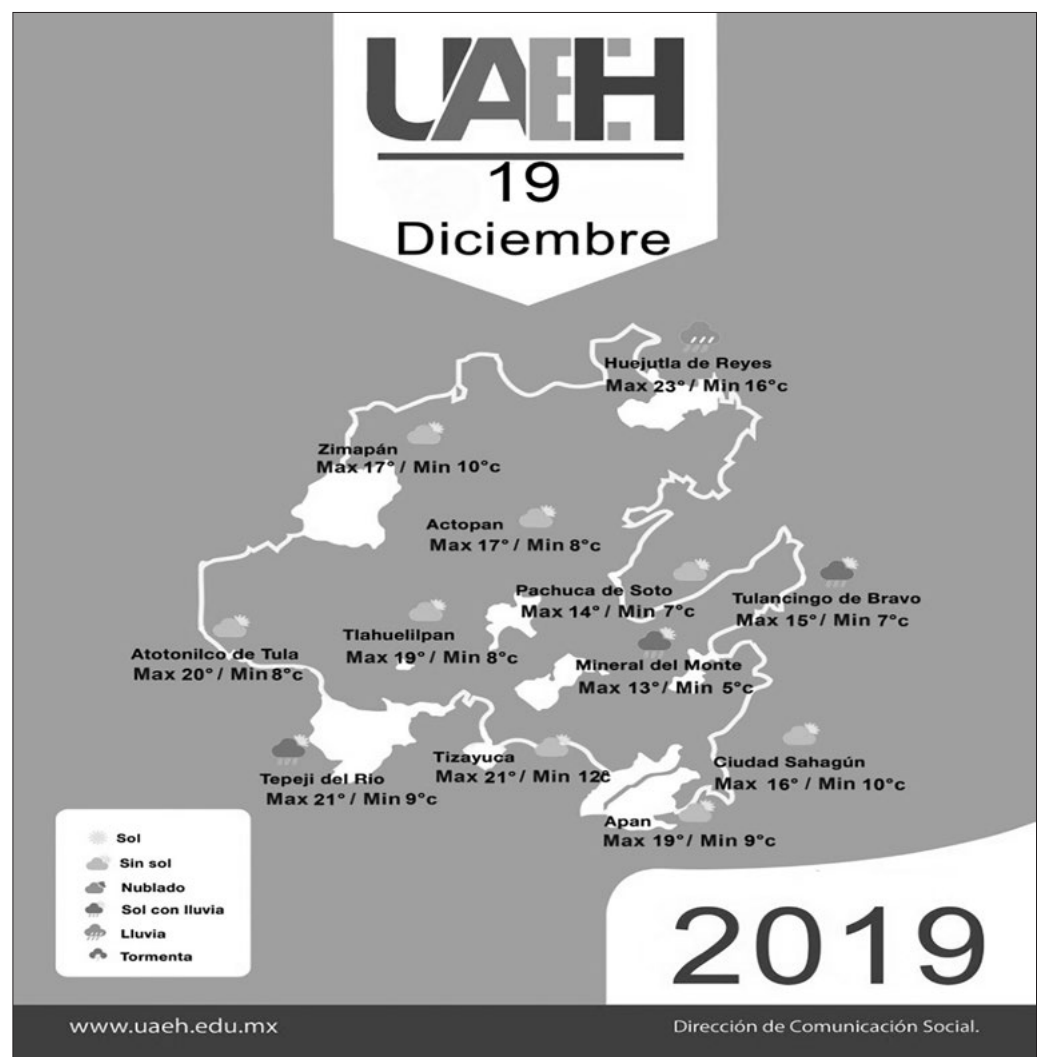 UAEH
19
Diciembre
Huejutla de Reyes
Max 23° / Min 16°c
Zimapán
Max 17° / Min 10°c
Actopan
Max 17° / Min 8°c
Pachuca de Soto
Max 14° / Min 7°c
Tulancingo de Bravo
Max 15° / Min 7°c
Tlahuelilpan
Max 19° / Min 8°c
Atotonilco de Tula
Max 20° / Min 8°c
Mineral del Monte
Max 13° / Min 5°c
Tizayuca
Max 21° / Min 12c
Ciudad Sahagún
Max 16° / Min 10°c
Tepeji del Rio
Max 21° / Min 9°c
Apan
Max 19° / Min 9°c
Sol
Sin sol
Nublado
Sol con lluvia
Lluvia
Tormenta
2019
www.uaeh.edu.mx
Dirección de Comunicación Social.